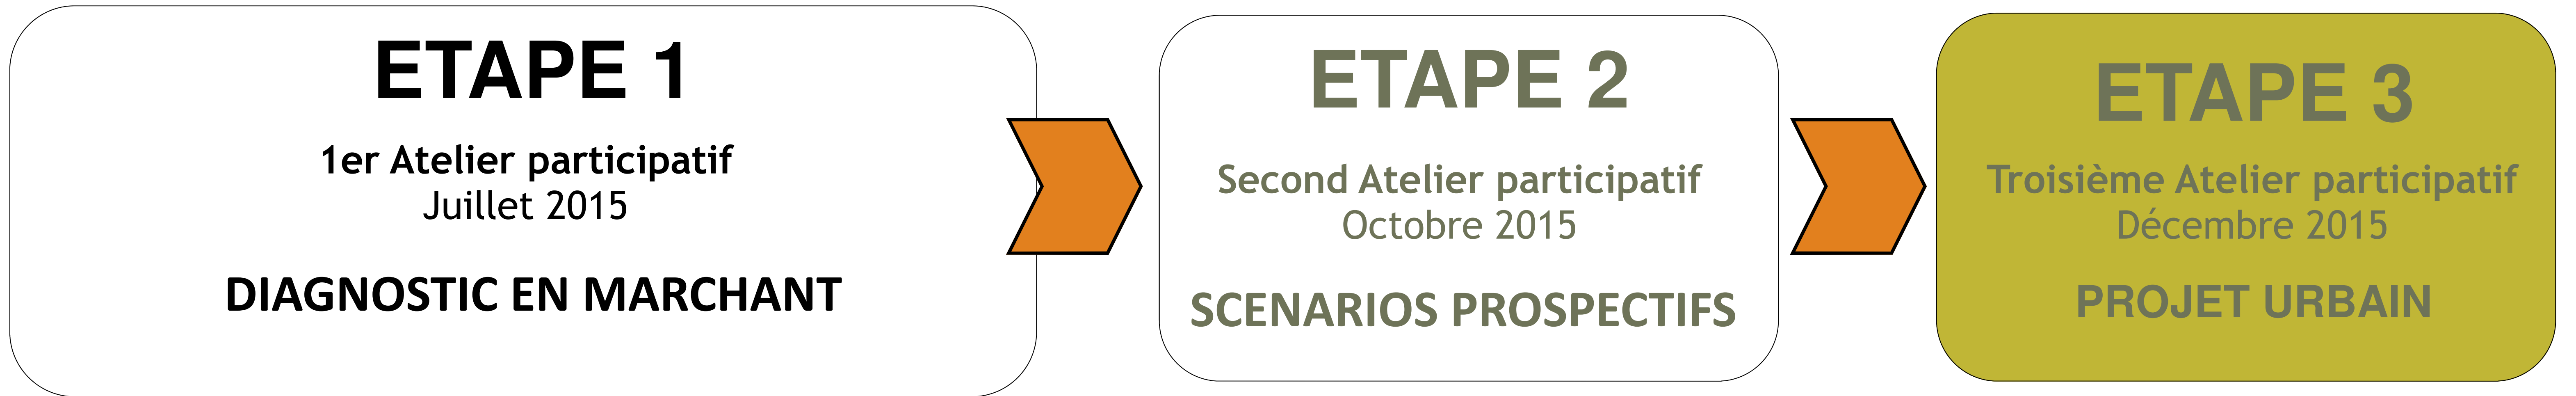 ETAPE 1
1er Atelier participatif
Juillet 2015
DIAGNOSTIC EN MARCHANT
ETAPE 2
Second Atelier participatif
Octobre 2015
SCENARIOS PROSPECTIFS
ETAPE 3
Troisième Atelier participatif
Décembre 2015
PROJET URBAIN